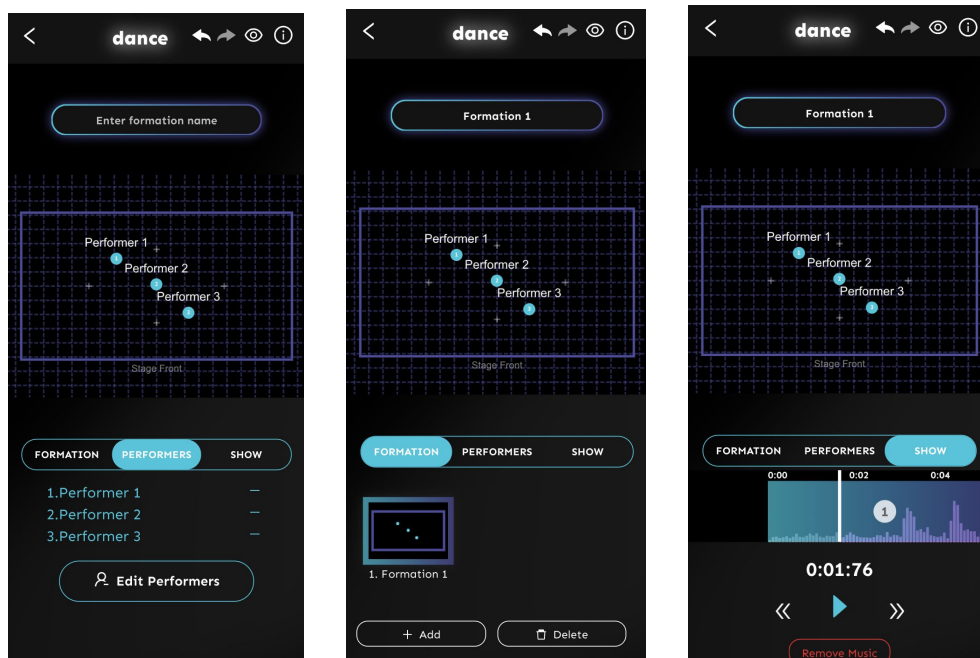 dance
Enter formation name
Performer 1
Performer 2
Performer 3
Stage Front
FORMATION PERFORMERS SHOW
1.Performer 1
2.Performer 2
3.Performer 3
Edit Performers
dance
Formation 1
Performer 1
Performer 2
Performer 3
Stage Front
FORMATION PERFORMERS SHOW
1. Formation 1
+ Add Delete
dance
Formation 1
Performer 1
Performer 2
Performer 3
Stage Front
FORMATION PERFORMERS SHOW
0:00 0:02 0:04
1
0:01:76
Remove Music